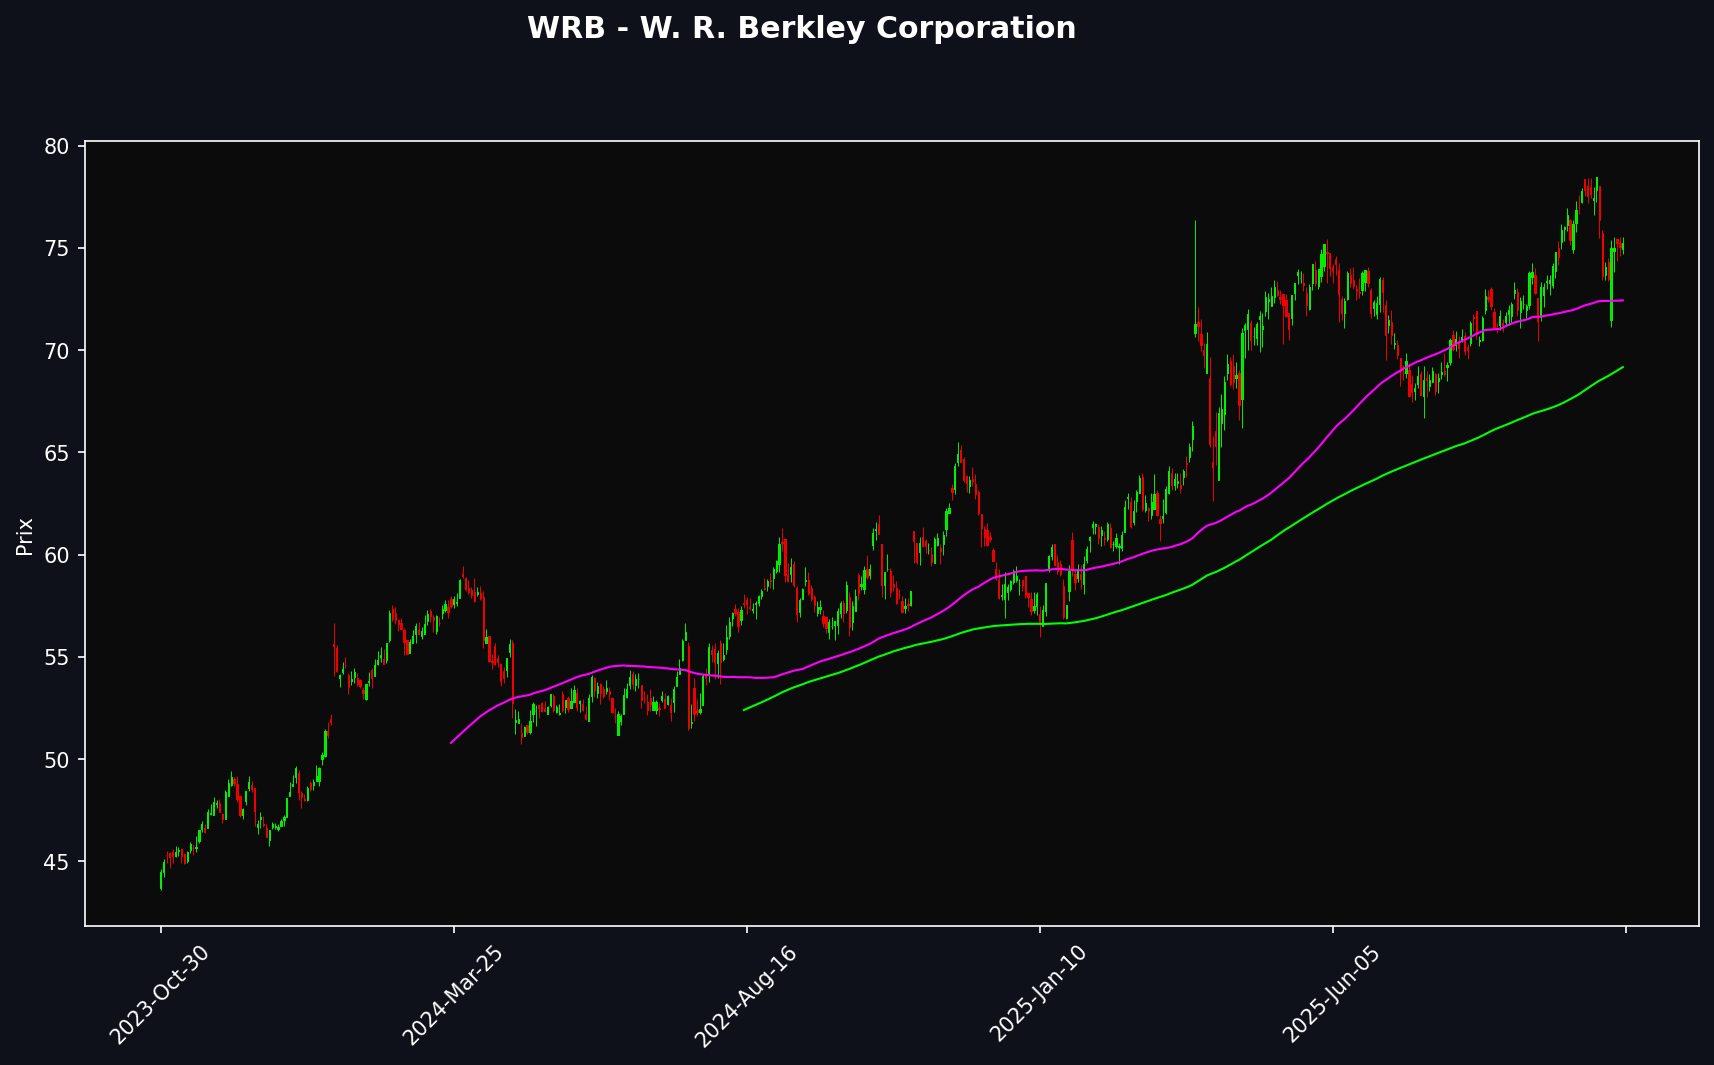 WRB - W. R. Berkley Corporation
Prix
80
75
70
65
60
55
50
45
2023-Oct-30
2024-Mar-25
2024-Aug-16
2025-Jan-10
2025-Jun-05